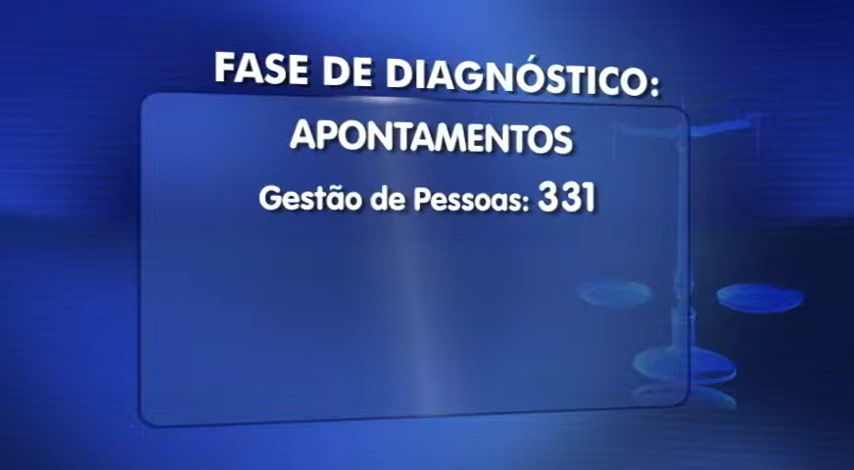 FASE DE DIAGNÓSTICO:
APONTAMENTOS
Gestão de Pessoas: 331